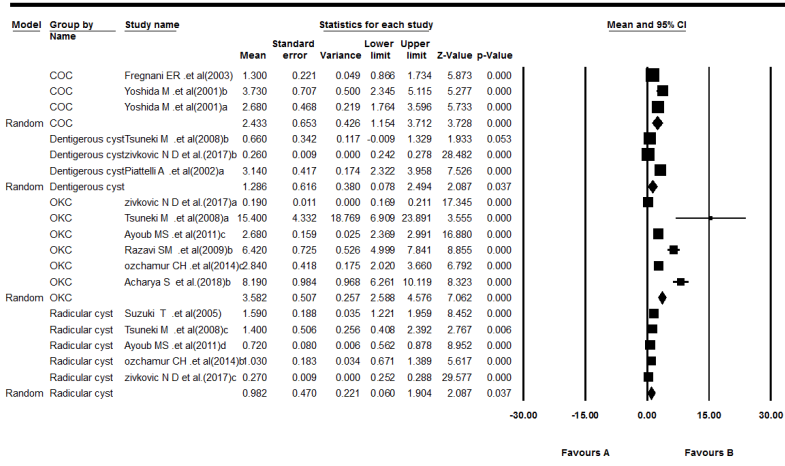 Model Group by Name Study name Statistics for each study Mean and 95% CI
Mean Standard error Variance Lower limit Upper limit Z-Value p-Value
COC Fregnani ER .et al(2003) 1.300 0.221 0.049 0.866 1.734 5.873 0.000
COC Yoshida M .et al(2001)b 3.730 0.707 0.500 2.345 5.115 5.277 0.000
COC Yoshida M .et al(2001)a 2.680 0.468 0.219 1.764 3.596 5.733 0.000
Random COC 2.433 0.653 0.426 1.154 3.712 3.728 0.000
Dentigerous cyst Tsuneki M .et al(2008)b 0.660 0.342 0.117 -0.009 1.329 1.933 0.053
Dentigerous cyst zivkovic N D et al.(2017)b 0.260 0.009 0.000 0.242 0.278 28.482 0.000
Dentigerous cyst Piattelli A .et al(2002)a 3.140 0.417 0.174 2.322 3.958 7.526 0.000
Random Dentigerous cyst 1.286 0.616 0.380 0.078 2.494 2.087 0.037
OKC zivkovic N D et al.(2017)a 0.190 0.011 0.000 0.169 0.211 17.345 0.000
OKC Tsuneki M .et al(2008)a 15.400 4.332 18.769 6.909 23.891 3.555 0.000
OKC Ayoub MS .et al(2011)c 2.680 0.159 0.025 2.369 2.991 16.880 0.000
OKC Razavi SM .et al(2009)b 6.420 0.725 0.526 4.999 7.841 8.855 0.000
OKC ozchamur CH .et al(2014)c 2.840 0.418 0.175 2.020 3.660 6.792 0.000
OKC Acharya S et al.(2018)b 8.190 0.984 0.968 6.261 10.119 8.323 0.000
Random OKC 3.582 0.507 0.257 2.588 4.576 7.062 0.000
Radicular cyst Suzuki T .et al(2005) 1.590 0.188 0.035 1.221 1.959 8.452 0.000
Radicular cyst Tsuneki M .et al(2008)c 1.400 0.506 0.256 0.408 2.392 2.767 0.006
Radicular cyst Ayoub MS .et al(2011)d 0.720 0.080 0.006 0.562 0.878 8.952 0.000
Radicular cyst ozchamur CH .et al(2014)b 1.030 0.183 0.034 0.671 1.389 5.617 0.000
Radicular cyst zivkovic N D et al.(2017)c 0.270 0.009 0.000 0.252 0.288 29.577 0.000
Random Radicular cyst 0.982 0.470 0.221 0.060 1.904 2.087 0.037
-30.00 -15.00 0.00 15.00 30.00
Favours A Favours B